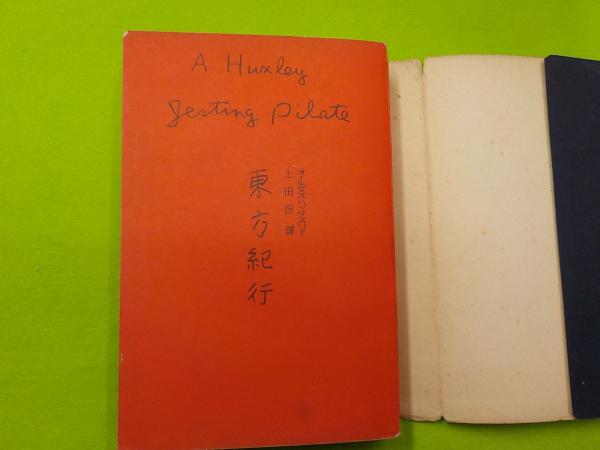 A Huxley
Jesting Pilate
オールダス・ハックスリイ
上田保譯
東方紀行